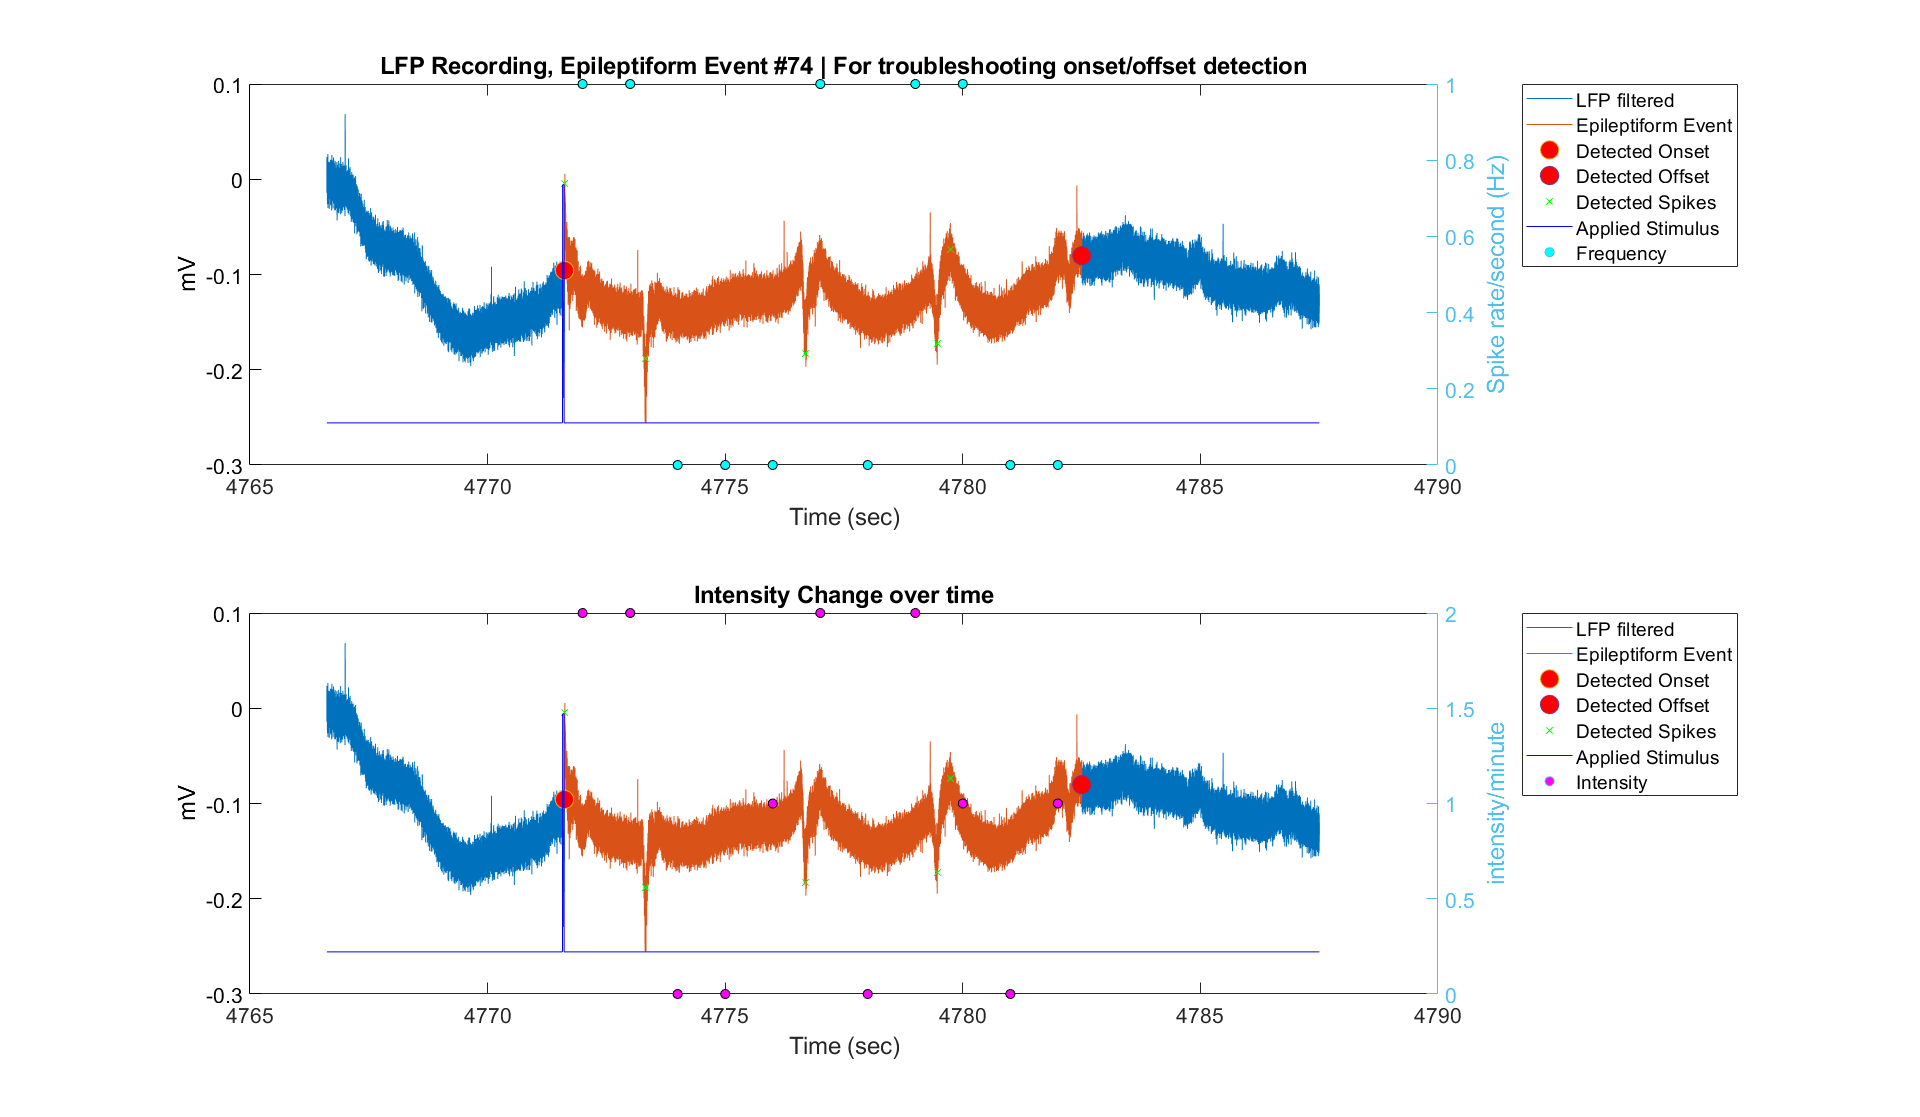 LFP Recording, Epileptiform Event #74 | For troubleshooting onset/offset detection
0.1
0
-0.1
-0.2
-0.3
mV
4765
4770
4775
4780
4785
4790
Time (sec)
1
0.8
0.6
0.4
0.2
0
Spike rate/second (Hz)
LFP filtered
Epileptiform Event
Detected Onset
Detected Offset
Detected Spikes
Applied Stimulus
Frequency
Intensity Change over time
0.1
0
-0.1
-0.2
-0.3
mV
4765
4770
4775
4780
4785
4790
Time (sec)
2
1.5
1
0.5
0
intensity/minute
LFP filtered
Epileptiform Event
Detected Onset
Detected Offset
Detected Spikes
Applied Stimulus
Intensity